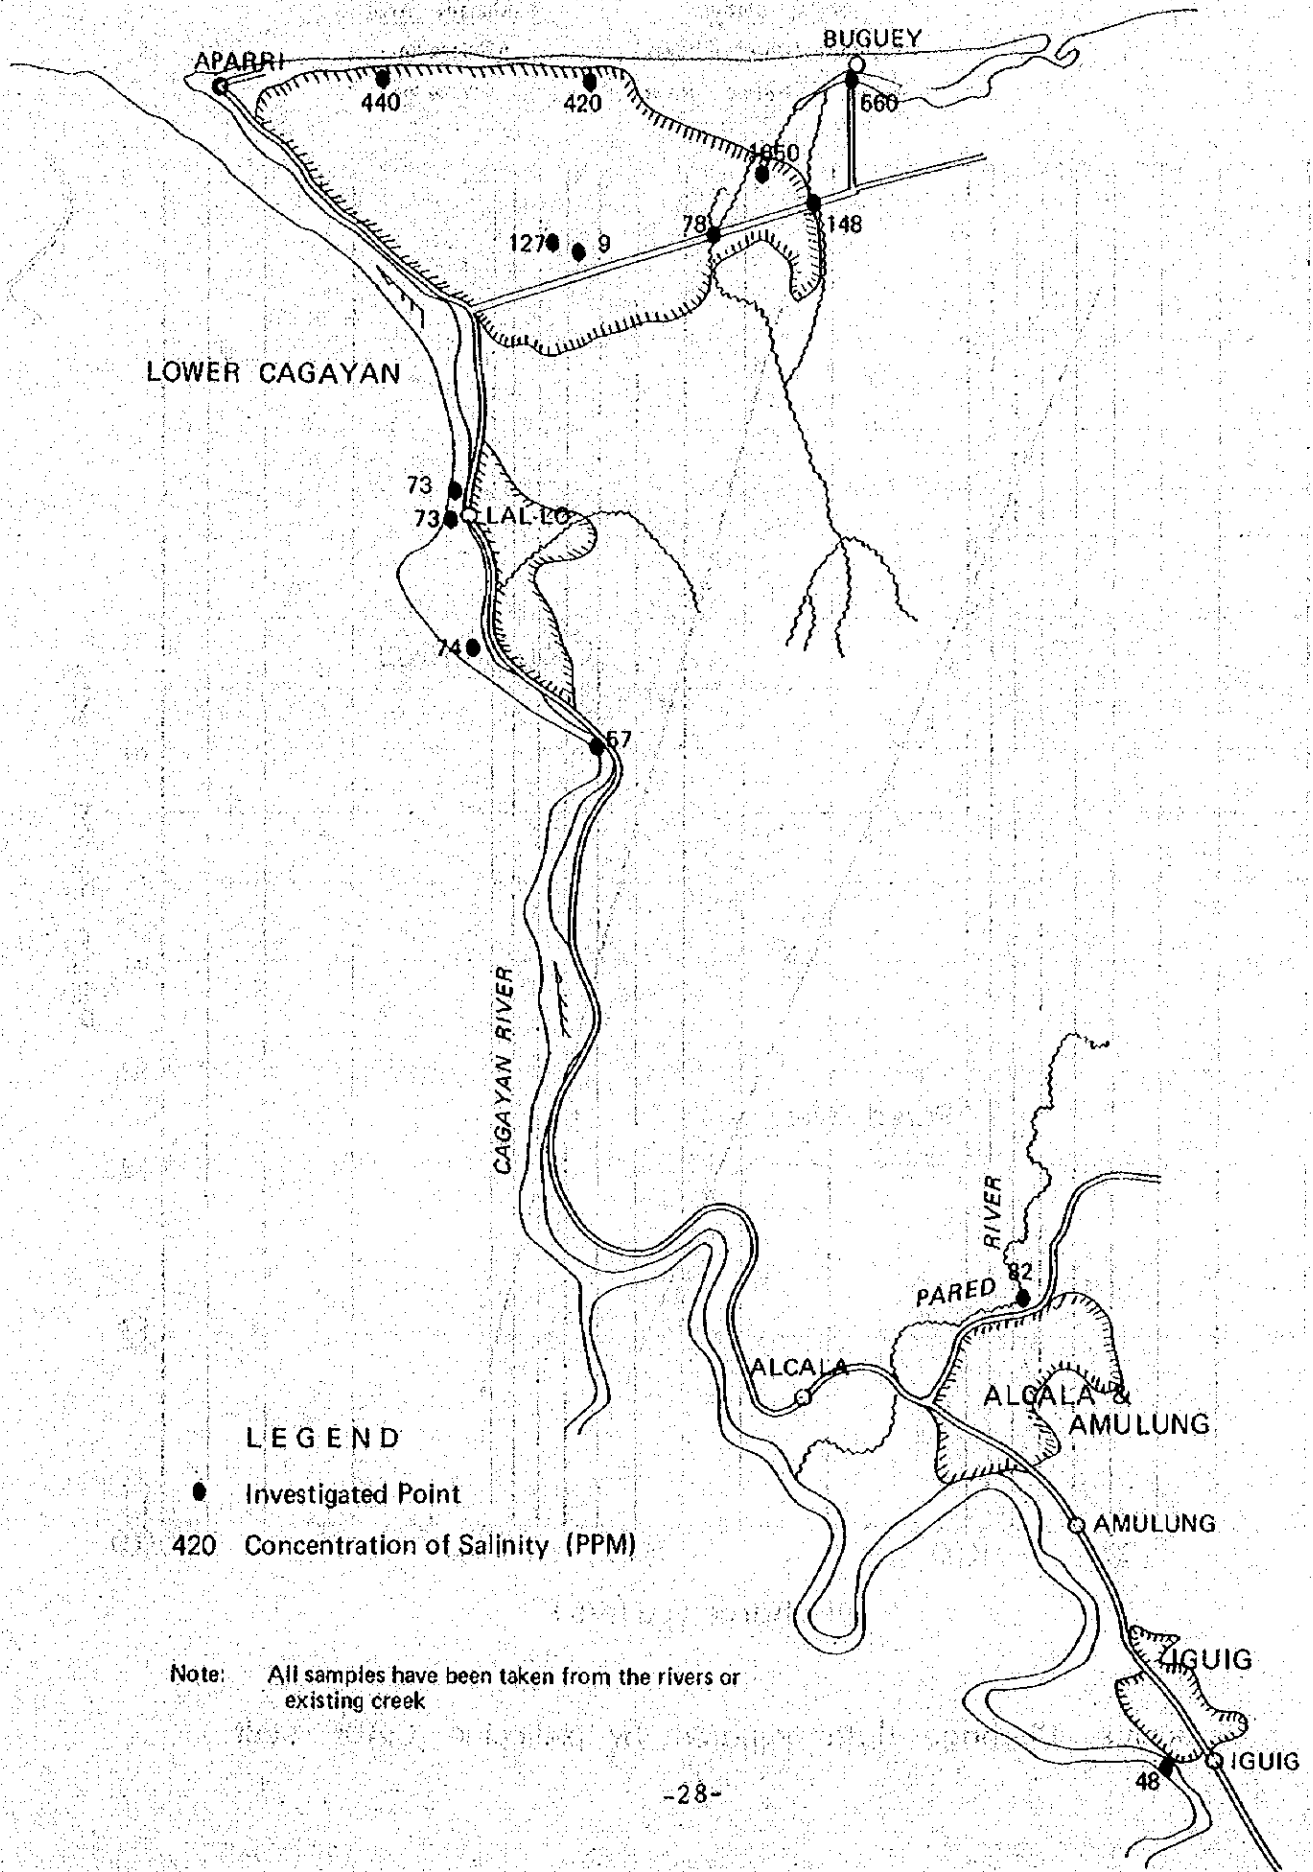 BUGUEY
APARRI
440
420
660
1050
148
78
127
9
LOWER CAGAYAN
73
73
LAL-LO
74
57
CAGAYAN RIVER
RIVER
PARED
82
ALCALA
ALCALA &
AMULUNG
LEGEND
Investigated Point
420 Concentration of Salinity (PPM)
AMULUNG
IGUIG
Note: All samples have been taken from the rivers or
existing creek
IGUIG
48
-28-